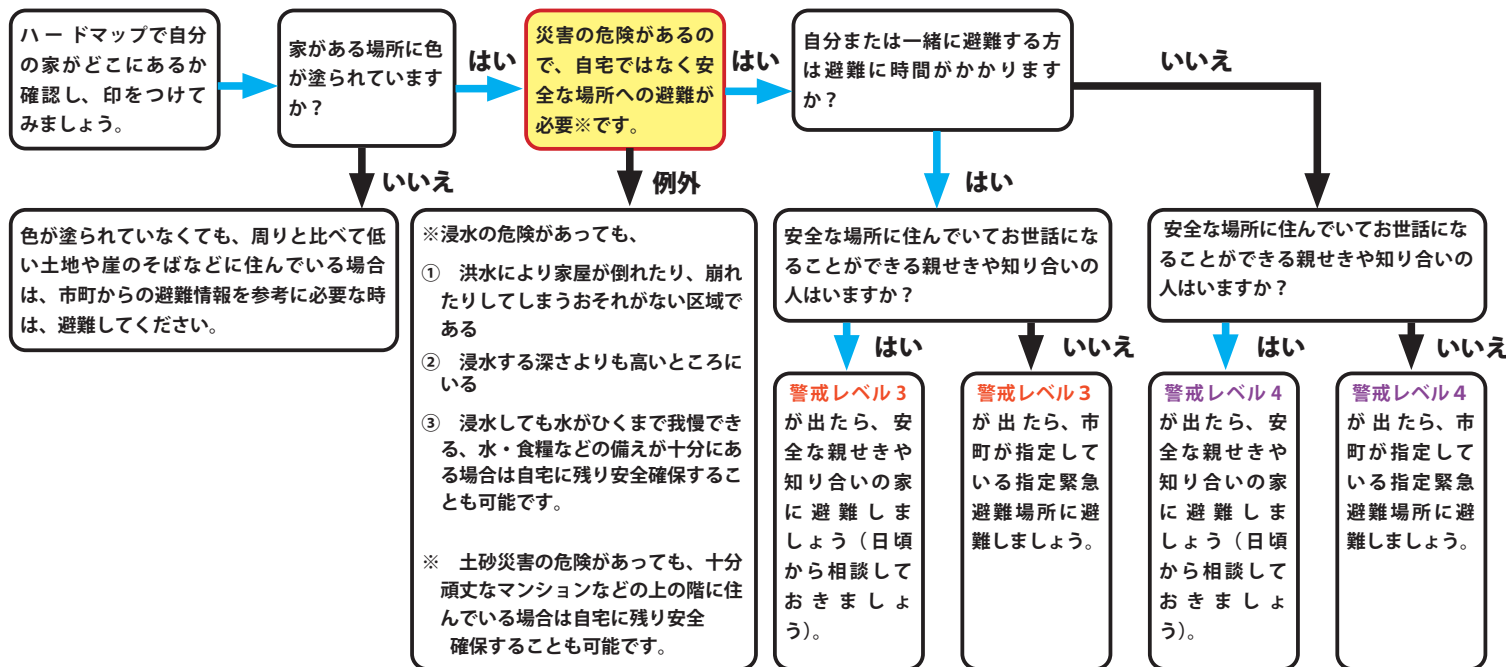 ハードマップで自分
の家がどこにあるか
確認し、印をつけて
みましょう。
家がある場所に色
が塗られています
か？
はい
災害の危険があるの
で、自宅ではなく安
全な場所への避難が
必要※です。
はい
自分または一緒に避難する方
は避難に時間がかかります
か？
いいえ
いいえ
例外
はい
色が塗られていなくても、周りと比べて低
い土地や崖のそばなどに住んでいる場合
は、市町からの避難情報を参考に必要な時
は、避難してください。
※浸水の危険があっても、
① 洪水により家屋が倒れたり、崩れ
たりしてしまうおそれがない区域で
ある
② 浸水する深さよりも高いところに
いる
③ 浸水しても水がひくまで我慢でき
る、水・食糧などの備えが十分にあ
る場合は自宅に残り安全確保するこ
とも可能です。
※ 土砂災害の危険があっても、十分
頑丈なマンションなどの上の階に住
んでいる場合は自宅に残り安全
確保することも可能です。
安全な場所に住んでいてお世話にな
ることができる親せきや知り合いの
人はいますか？
はい
いいえ
安全な場所に住んでいてお世話にな
ることができる親せきや知り合いの
人はいますか？
はい
いいえ
警戒レベル３
が出たら、安
全な親せきや
知り合いの家
に避難しま
しょう（日頃
から相談して
おきましょ
う）。
警戒レベル３
が出たら、市
町が指定して
いる指定緊急
避難場所に避
難しましょう。
警戒レベル４
が出たら、安
全な親せきや
知り合いの家
に避難しま
しょう（日頃
から相談して
おきましょ
う）。
警戒レベル４
が出たら、市
町が指定して
いる指定緊急
避難場所に避
難しましょう。